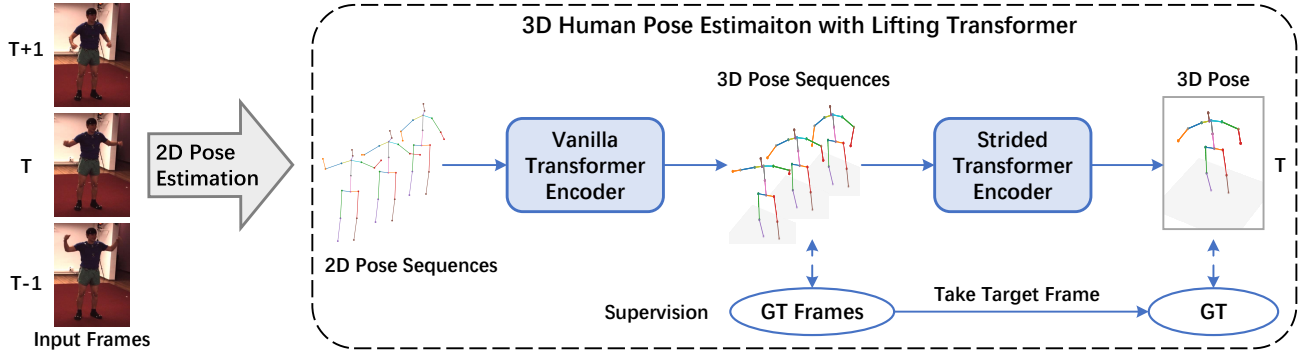 T+1
T
T-1
Input Frames
2D Pose
Estimation
3D Human Pose Estimaiton with Lifting Transformer
2D Pose Sequences
Vanilla
Transformer
Encoder
3D Pose Sequences
Strided
Transformer
Encoder
3D Pose
T
Supervision
GT Frames
Take Target Frame
GT